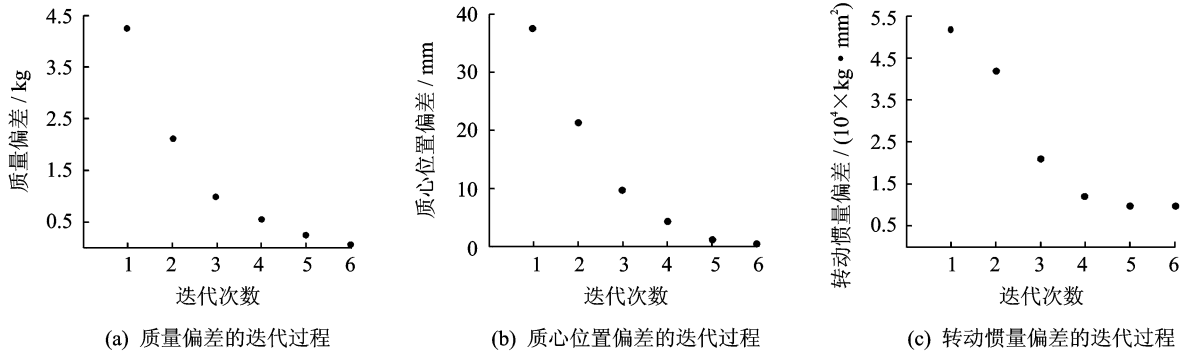 4.5
3.5
2.5
1.5
0.5
质量偏差 / kg
1 2 3 4 5 6
迭代次数
(a) 质量偏差的迭代过程
40
30
20
10
0
质心位置偏差 / mm
1 2 3 4 5 6
迭代次数
(b) 质心位置偏差的迭代过程
5.5
4.5
3.5
2.5
1.5
0.5
转动惯量偏差 / (10⁴×kg•mm²)
1 2 3 4 5 6
迭代次数
(c) 转动惯量偏差的迭代过程